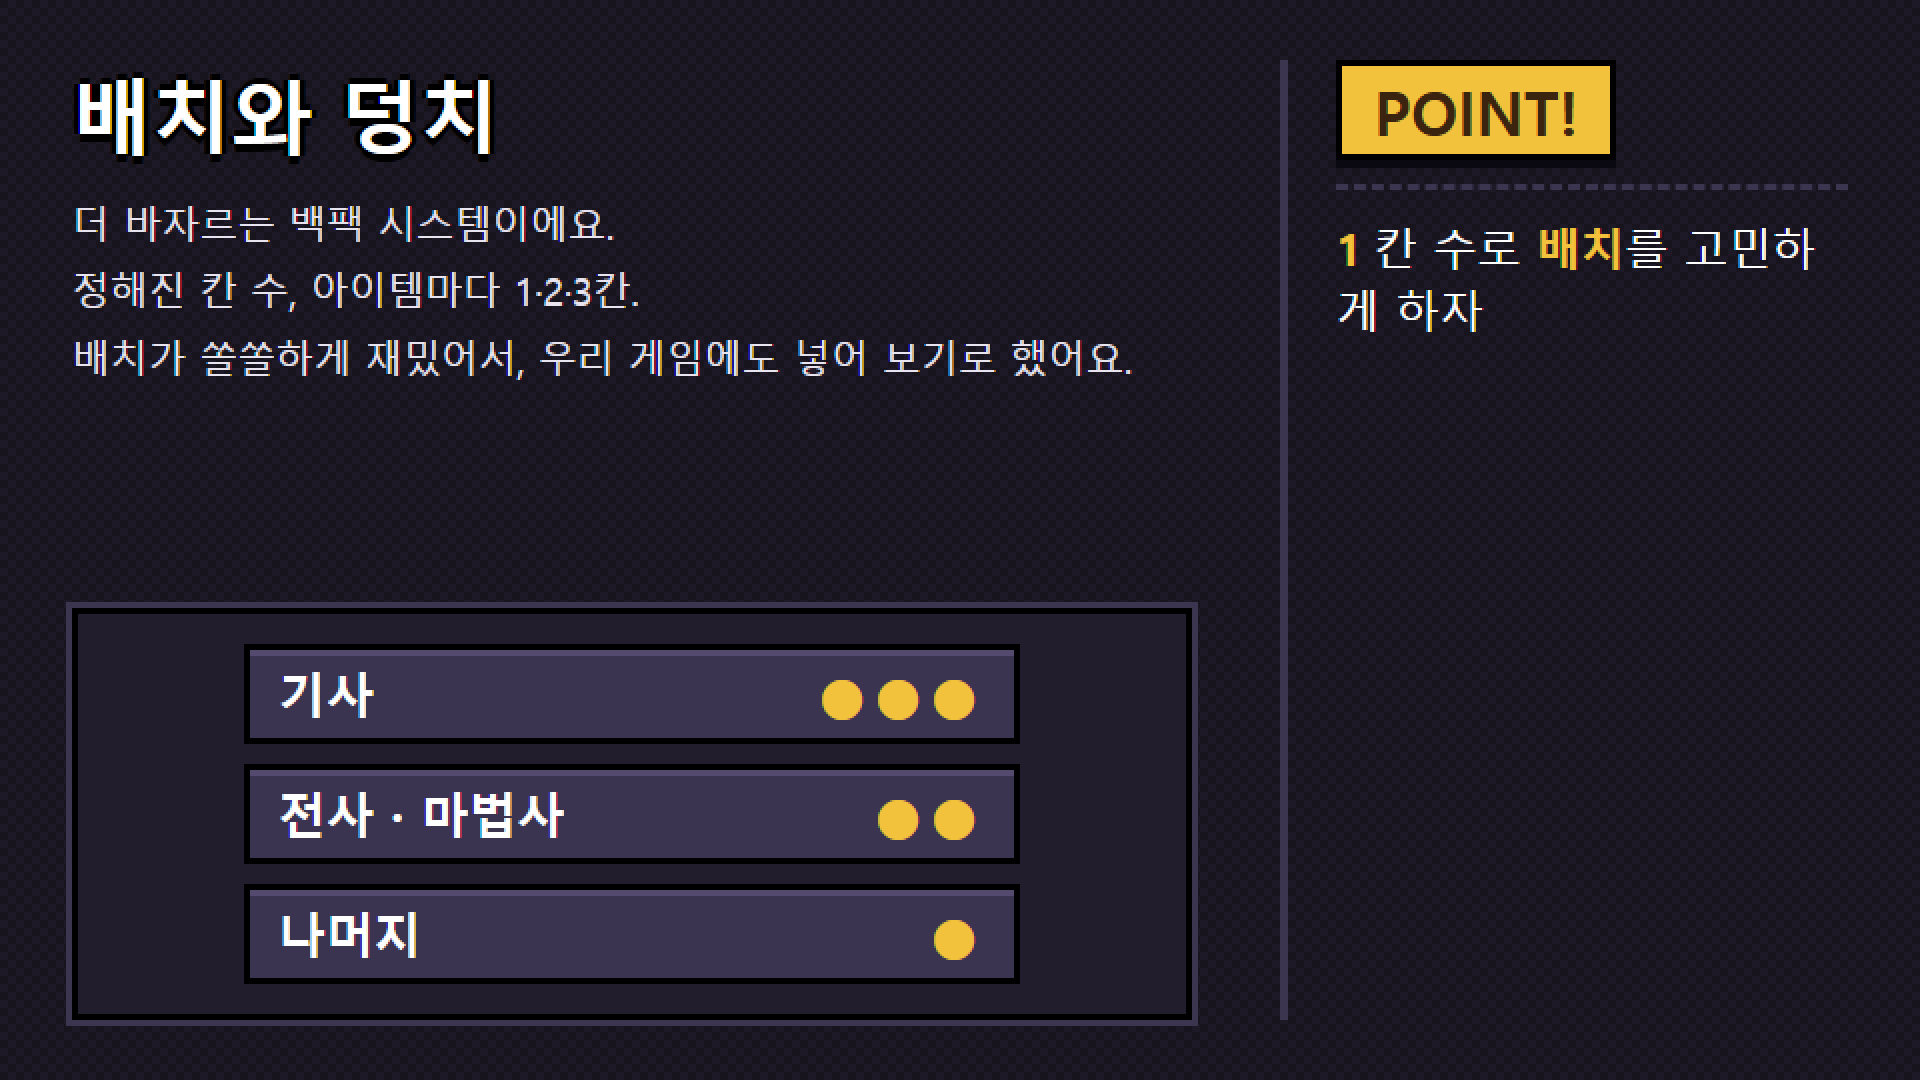 배치와 덩치
더 바자르는 백팩 시스템이에요.
정해진 칸 수, 아이템마다 1·2·3칸.
배치가 쏠쏠하게 재밌어서, 우리 게임에도 넣어 보기로 했어요.
기사
전사 · 마법사
나머지
POINT!
1 칸 수로 배치를 고민하
게 하자